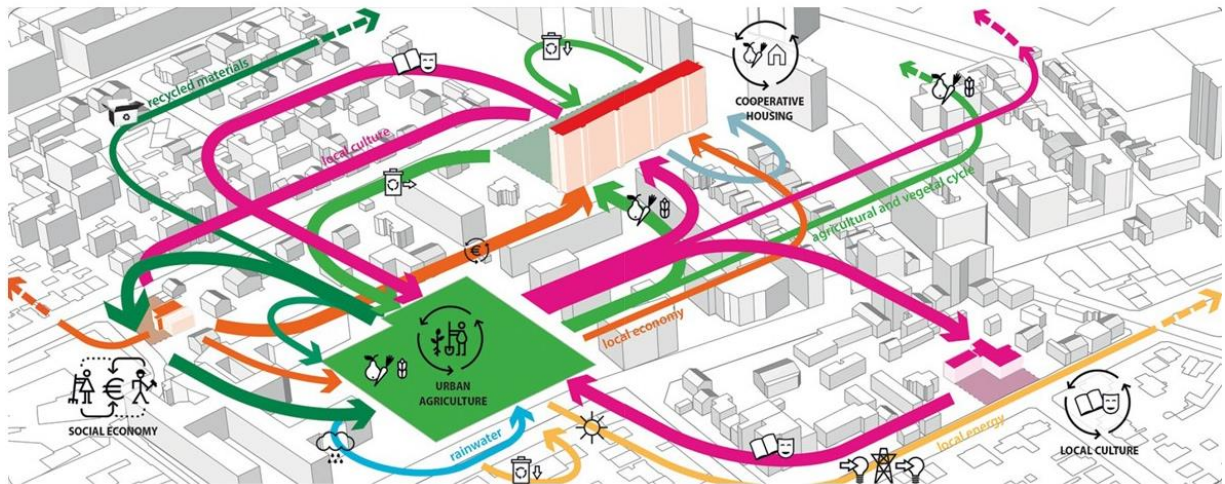 recycled materials
local culture
COOPERATIVE
HOUSING
agricultural and vegetal cycle
€
local economy
URBAN
AGRICULTURE
€
SOCIAL ECONOMY
rainwater
local energy
LOCAL CULTURE